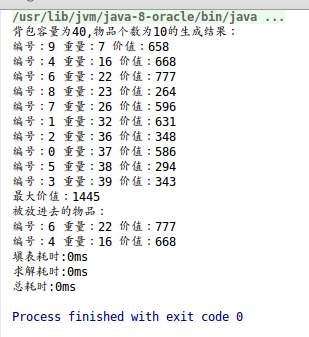 /usr/lib/jvm/java-8-oracle/bin/java ...
背包容量为40,物品个数为10的生成结果：
编号：9 重量：7 价值：658
编号：4 重量：16 价值：668
编号：6 重量：22 价值：777
编号：8 重量：23 价值：264
编号：7 重量：26 价值：596
编号：1 重量：32 价值：631
编号：2 重量：36 价值：348
编号：0 重量：37 价值：586
编号：5 重量：38 价值：294
编号：3 重量：39 价值：343
最大价值：1445
被放进去的物品：
编号：6 重量：22 价值：777
编号：4 重量：16 价值：668
填表耗时:0ms
求解耗时:0ms
总耗时:0ms
Process finished with exit code 0